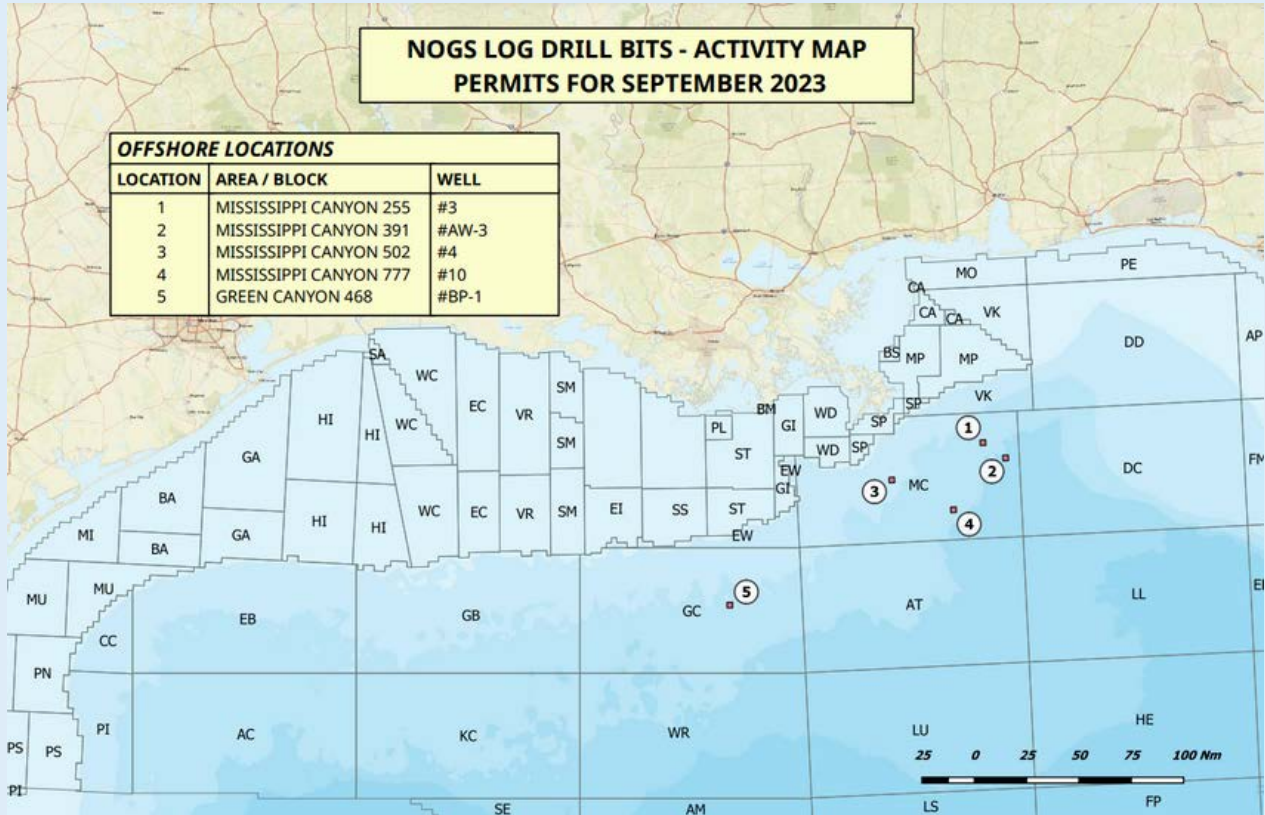 NOGS LOG DRILL BITS - ACTIVITY MAP
PERMITS FOR SEPTEMBER 2023
OFFSHORE LOCATIONS
LOCATION AREA / BLOCK WELL
1 MISSISSIPPI CANYON 255 #3
2 MISSISSIPPI CANYON 391 #AW-3
3 MISSISSIPPI CANYON 502 #4
4 MISSISSIPPI CANYON 777 #10
5 GREEN CANYON 468 #BP-1
MO PE
CA
CA CA VK
DD
AP
BS MP MP
SA
WC
SM
VK
HI EC VR
BM GI WD SP SP
HI WC
PL
1
SM
ST
WD SP
GA
2
EW
DC FM
BA
GI
3 MC
HI HI WC EC VR SM EI SS ST
4
MI BA GA
EW
MU MU
5
EB GB GC AT LL
CC
PN
PI AC KC WR LU HE
PS PS
25 0 25 50 75 100 Nm
PI
SE AM LS FP